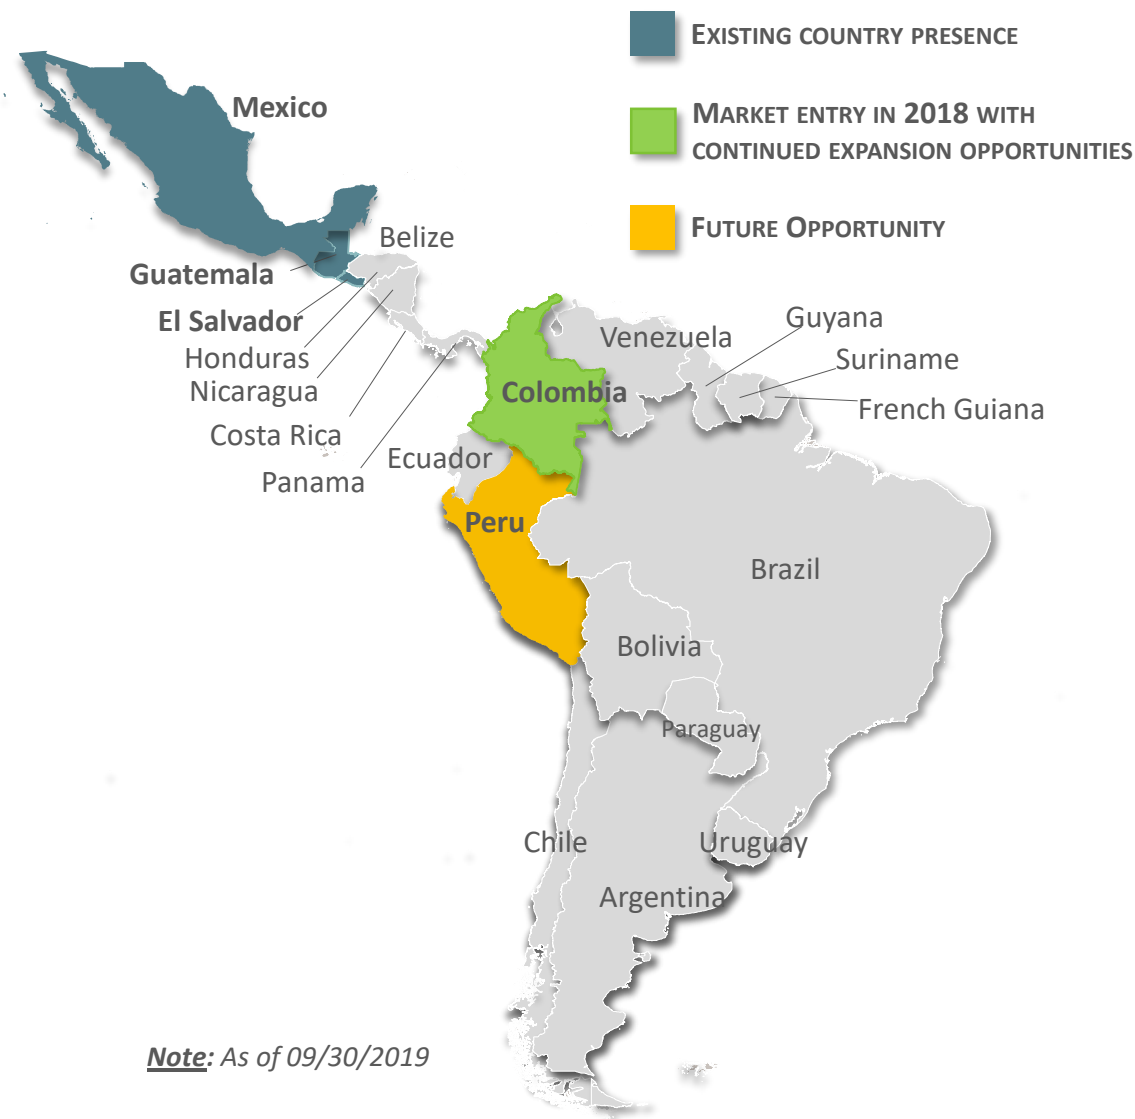 EXISTING COUNTRY PRESENCE
Mexico
MARKET ENTRY IN 2018 WITH
CONTINUED EXPANSION OPPORTUNITIES
FUTURE OPPORTUNITY
Belize
Guatemala
El Salvador
Honduras
Nicaragua
Costa Rica
Panama
Venezuela
Guyana
Suriname
French Guiana
Colombia
Ecuador
Peru
Brazil
Bolivia
Paraguay
Chile
Uruguay
Argentina
Note: As of 09/30/2019